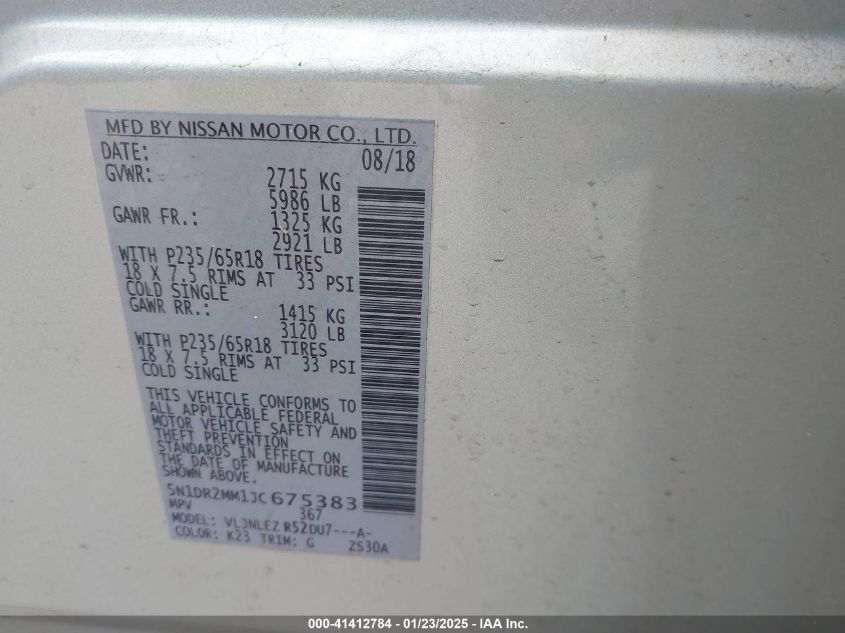 MFD BY NISSAN MOTOR CO., LTD.
DATE: 08/18
GVWR: 2715 KG
5986 LB
GAWR FR.: 1325 KG
2921 LB
WITH P235/65R18 TIRES
18 X 7.5 RIMS AT 33 PSI
COLD SINGLE
GAWR RR.: 1415 KG
3120 LB
WITH P235/65R18 TIRES
18 X 7.5 RIMS AT 33 PSI
COLD SINGLE
THIS VEHICLE CONFORMS TO
ALL APPLICABLE FEDERAL
MOTOR VEHICLE SAFETY AND
THEFT PREVENTION
STANDARDS IN EFFECT ON
THE DATE OF MANUFACTURE
SHOWN ABOVE.
5N1DR2MM1JC675383
MPV 367
MODEL: VLJNLEZ R52DU7---A-
COLOR: K23 TRIM: G ZS30A
000-41412784 / 01/23/2025 - IAA Inc.